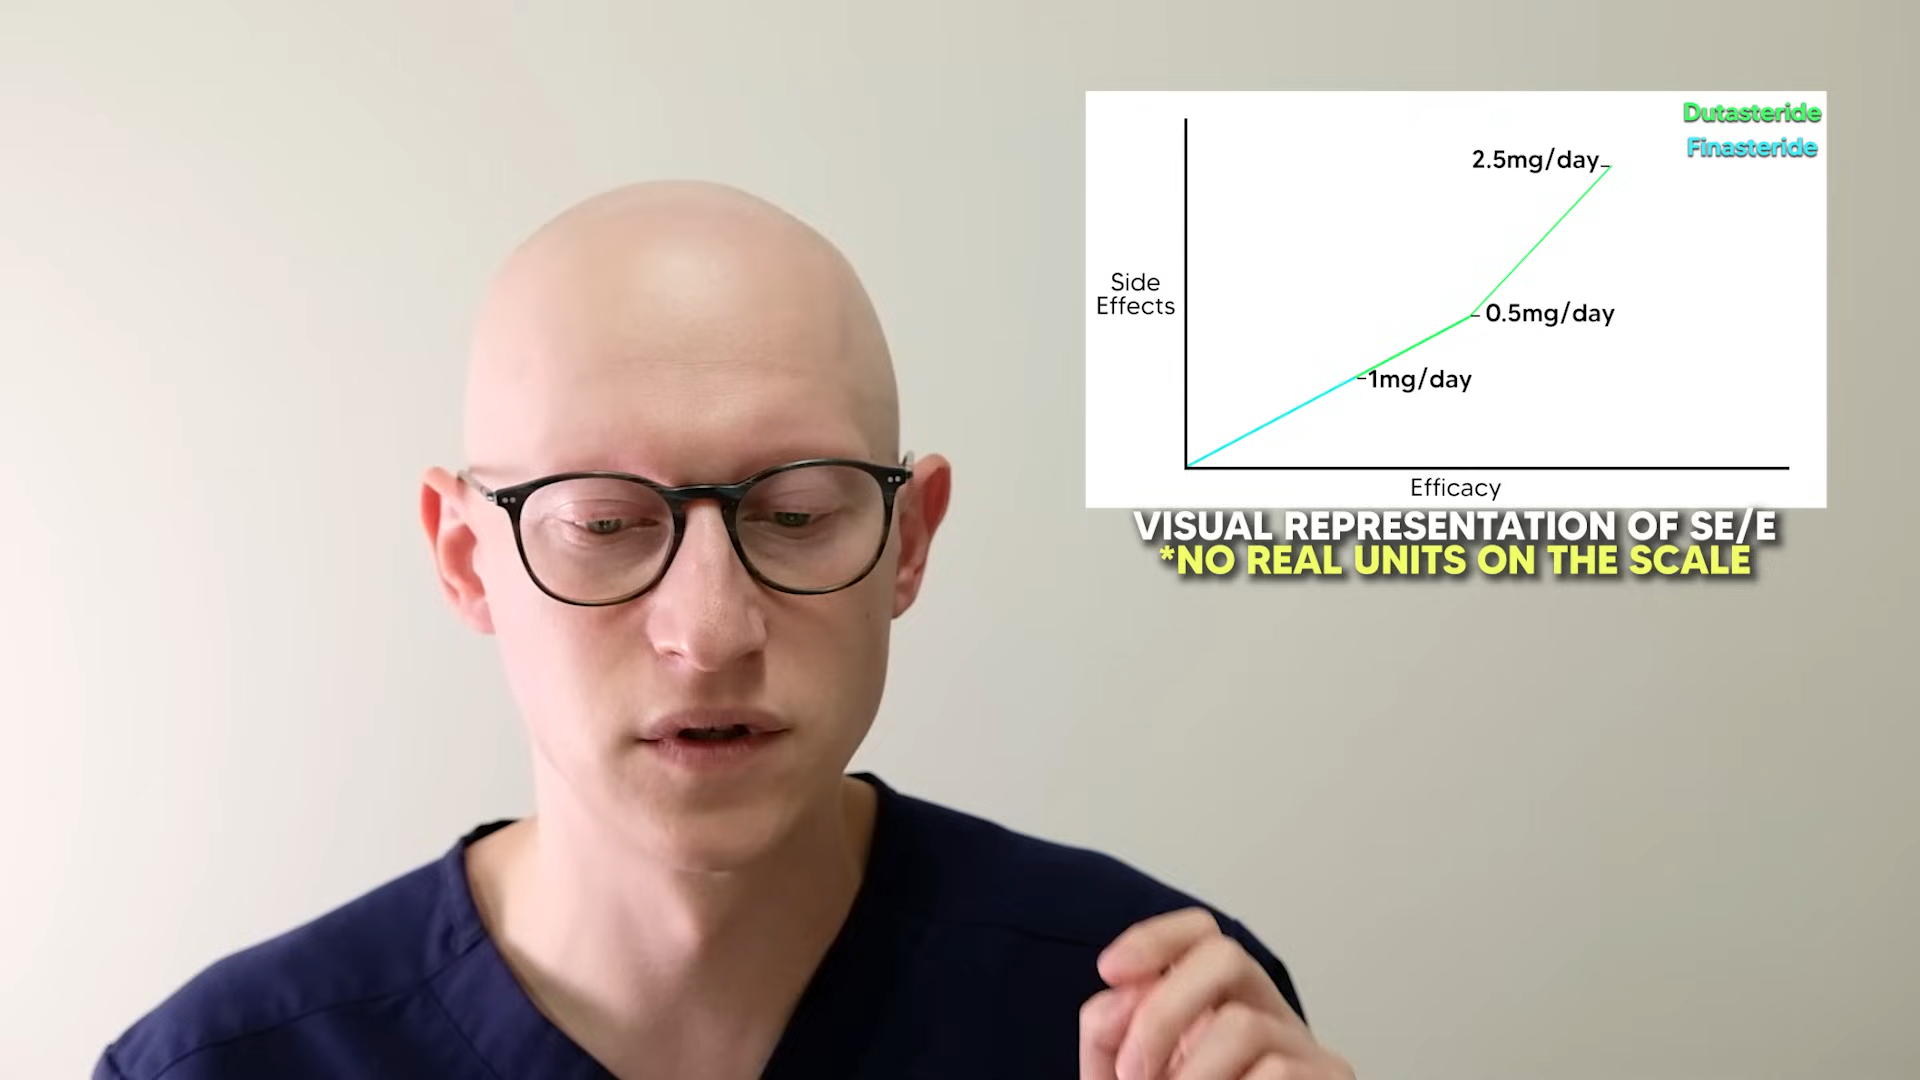 Dutasteride
Finasteride
2.5mg/day
Side
Effects
0.5mg/day
1mg/day
Efficacy
VISUAL REPRESENTATION OF SE/E
*NO REAL UNITS ON THE SCALE